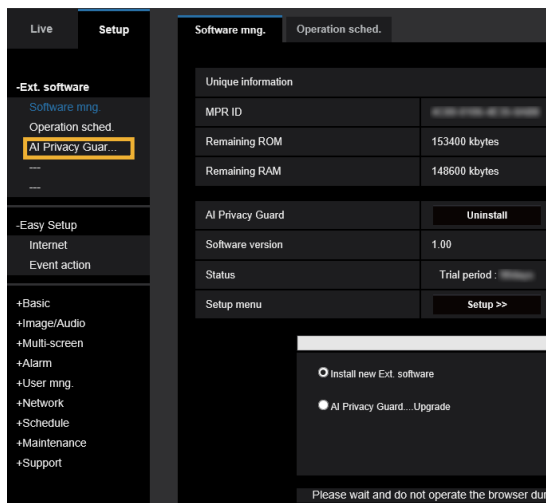 Live
Setup
-Ext. software
Software mng.
Operation sched.
AI Privacy Guar...
---
---
-Easy Setup
Internet
Event action
+Basic
+Image/Audio
+Multi-screen
+Alarm
+User mng.
+Network
+Schedule
+Maintenance
+Support
Software mng.
Operation sched.
Unique information
MPR ID
Remaining ROM 153400 kbytes
Remaining RAM 148600 kbytes
AI Privacy Guard Uninstall
Software version 1.00
Status Trial period :
Setup menu Setup >>
Install new Ext. software
AI Privacy Guard....Upgrade
Please wait and do not operate the browser dur